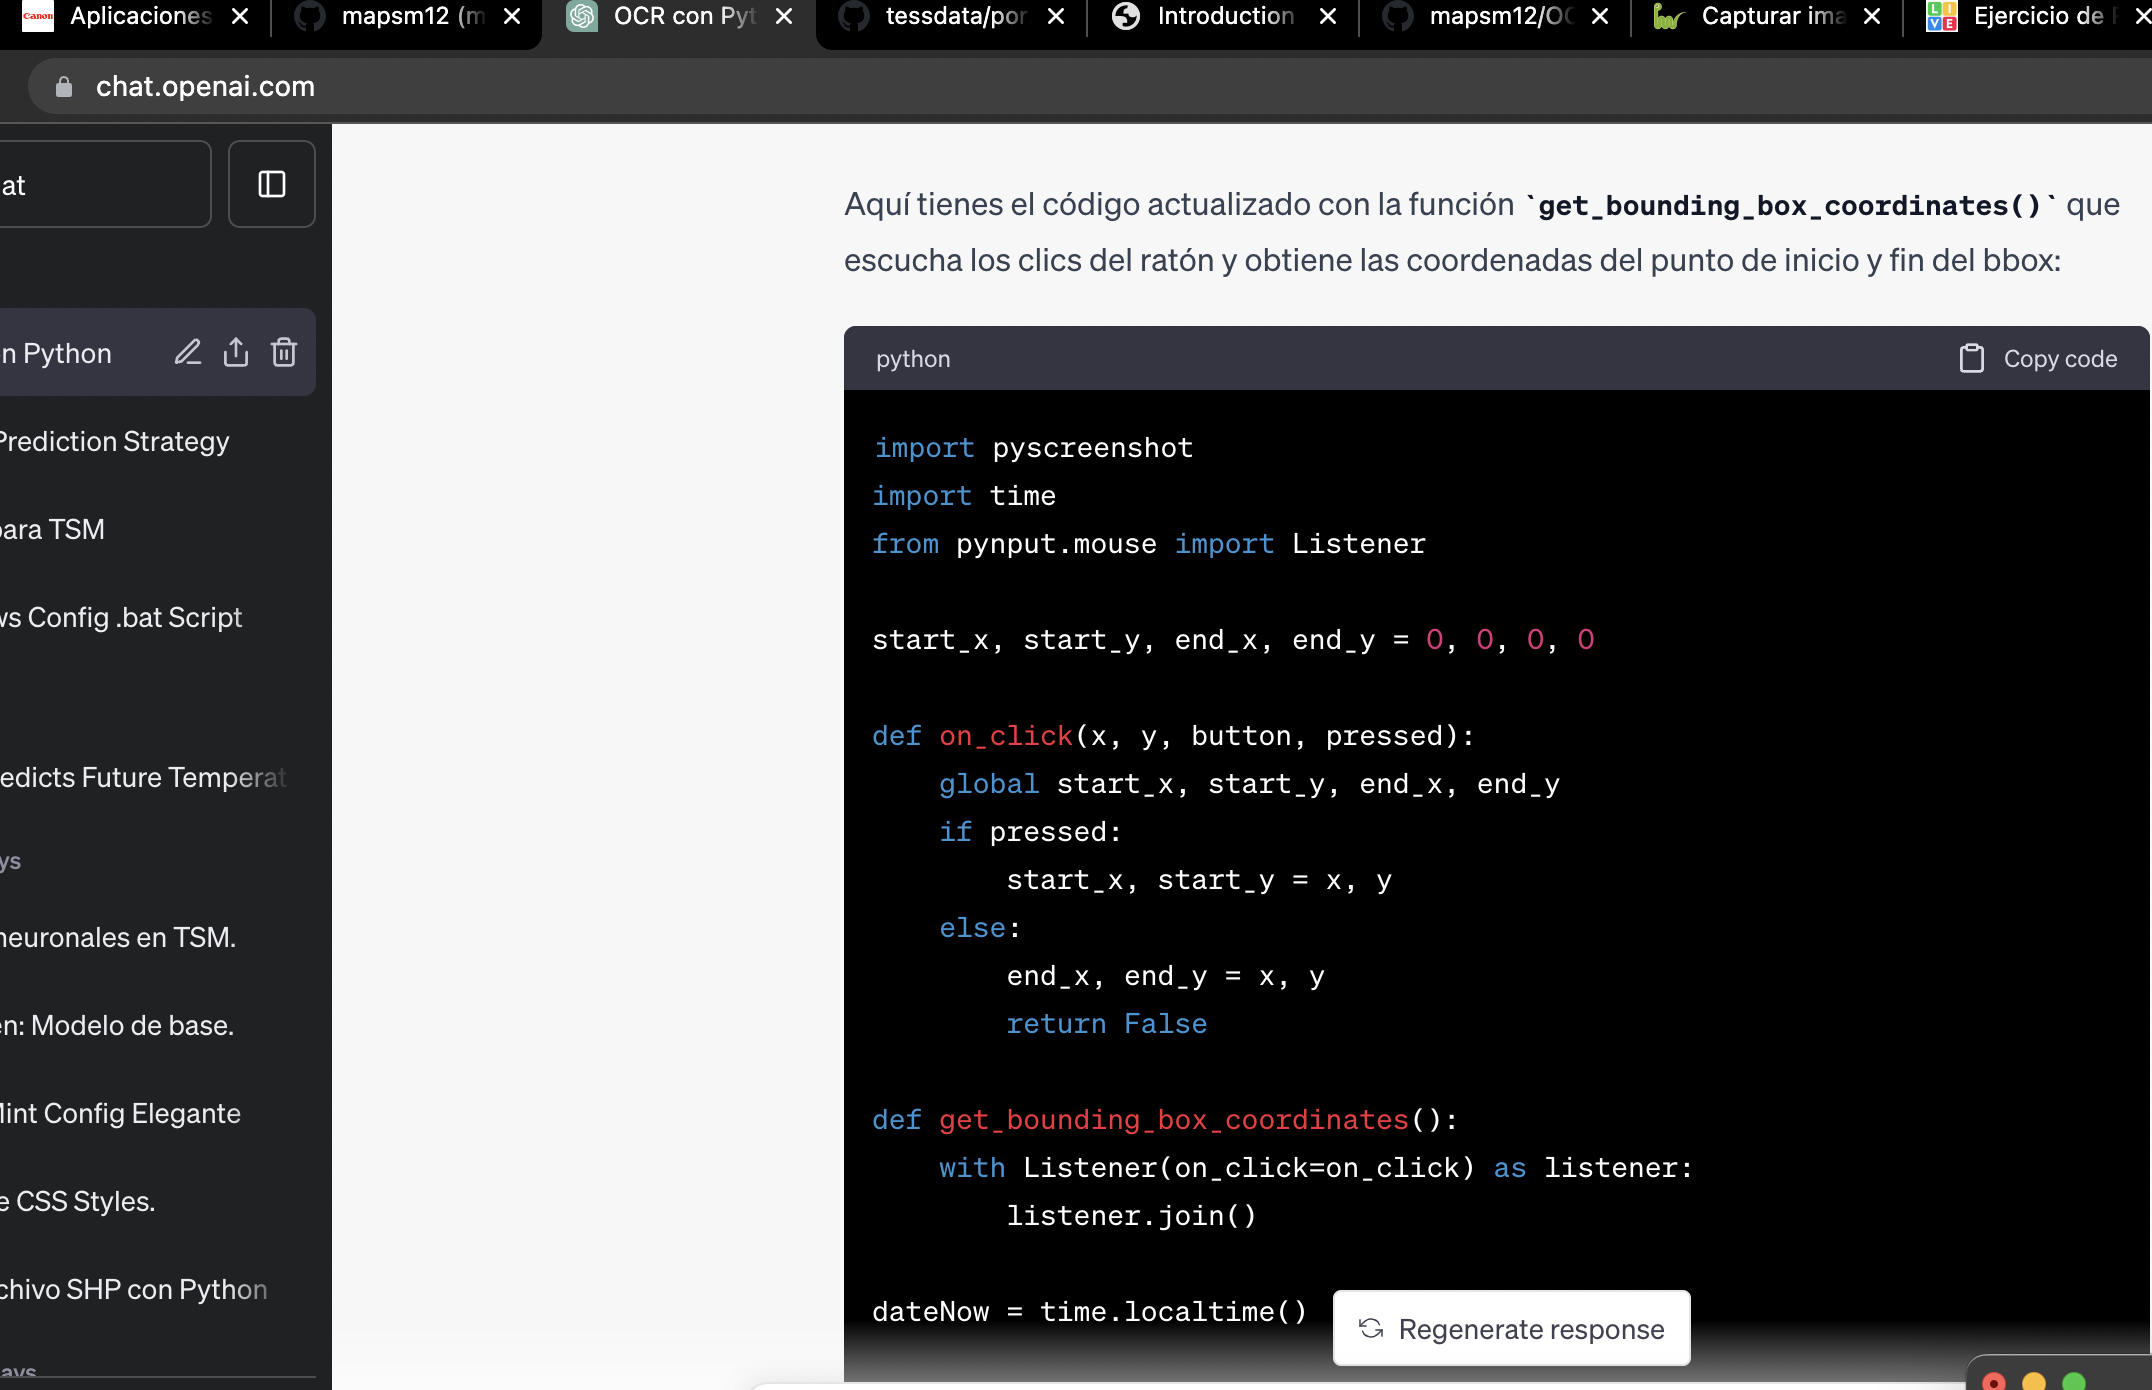 Canon Aplicaciones
mapsm12 (m
OCR con Pyt
tessdata/por
Introduction
mapsm12/OC
Capturar ima
LIVE Ejercicio de
chat.openai.com
at
n Python
Prediction Strategy
para TSM
ws Config .bat Script
edicts Future Temperat
ys
neuronales en TSM.
en: Modelo de base.
Mint Config Elegante
e CSS Styles.
chivo SHP con Python
ays
Aquí tienes el código actualizado con la función `get_bounding_box_coordinates()` que
escucha los clics del ratón y obtiene las coordenadas del punto de inicio y fin del bbox:
python
Copy code
import pyscreenshot
import time
from pynput.mouse import Listener
start_x, start_y, end_x, end_y = 0, 0, 0, 0
def on_click(x, y, button, pressed):
    global start_x, start_y, end_x, end_y
    if pressed:
        start_x, start_y = x, y
    else:
        end_x, end_y = x, y
        return False
def get_bounding_box_coordinates():
    with Listener(on_click=on_click) as listener:
        listener.join()
dateNow = time.localtime()
Regenerate response